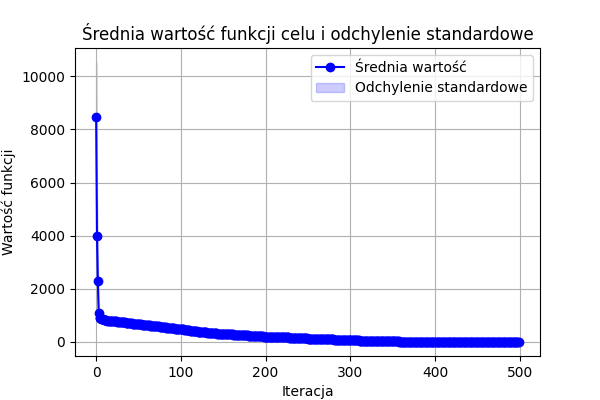 Średnia wartość funkcji celu i odchylenie standardowe
Średnia wartość
Odchylenie standardowe
Wartość funkcji
10000
8000
6000
4000
2000
0
0 100 200 300 400 500
Iteracja